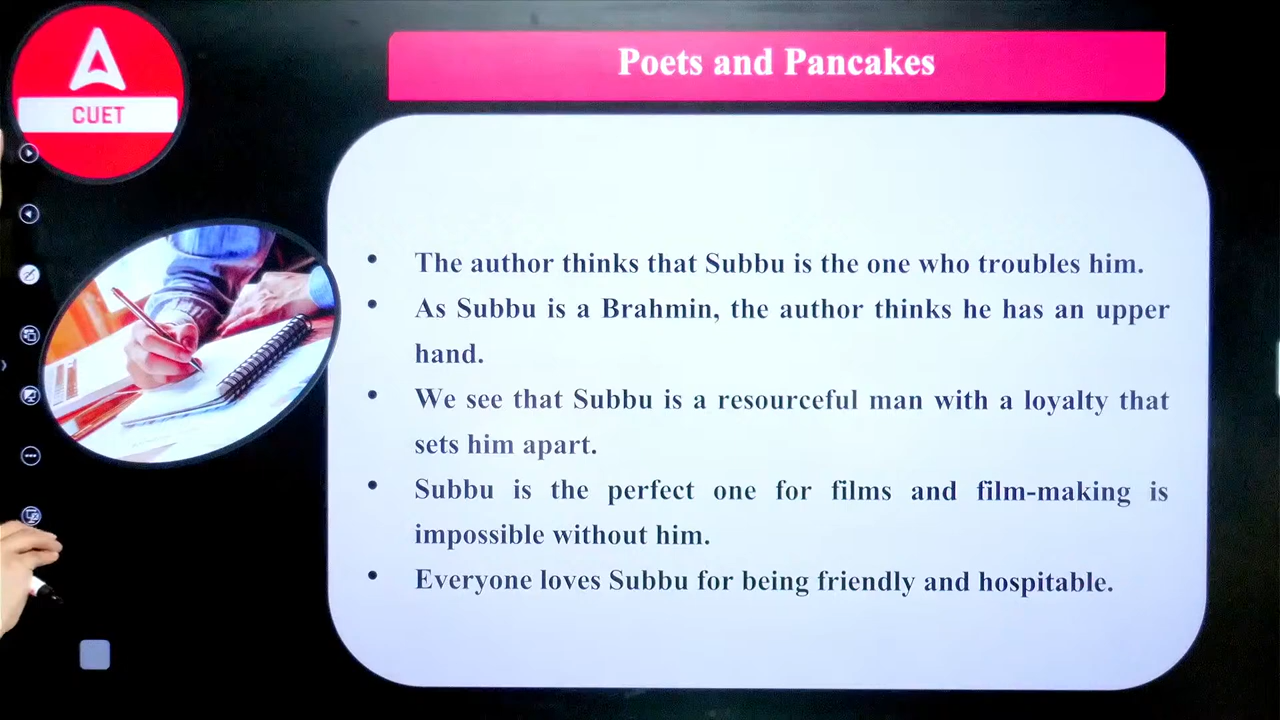 CUET
Poets and Pancakes
• The author thinks that Subbu is the one who troubles him.
• As Subbu is a Brahmin, the author thinks he has an upper
hand.
• We see that Subbu is a resourceful man with a loyalty that
sets him apart.
• Subbu is the perfect one for films and film-making is
impossible without him.
• Everyone loves Subbu for being friendly and hospitable.